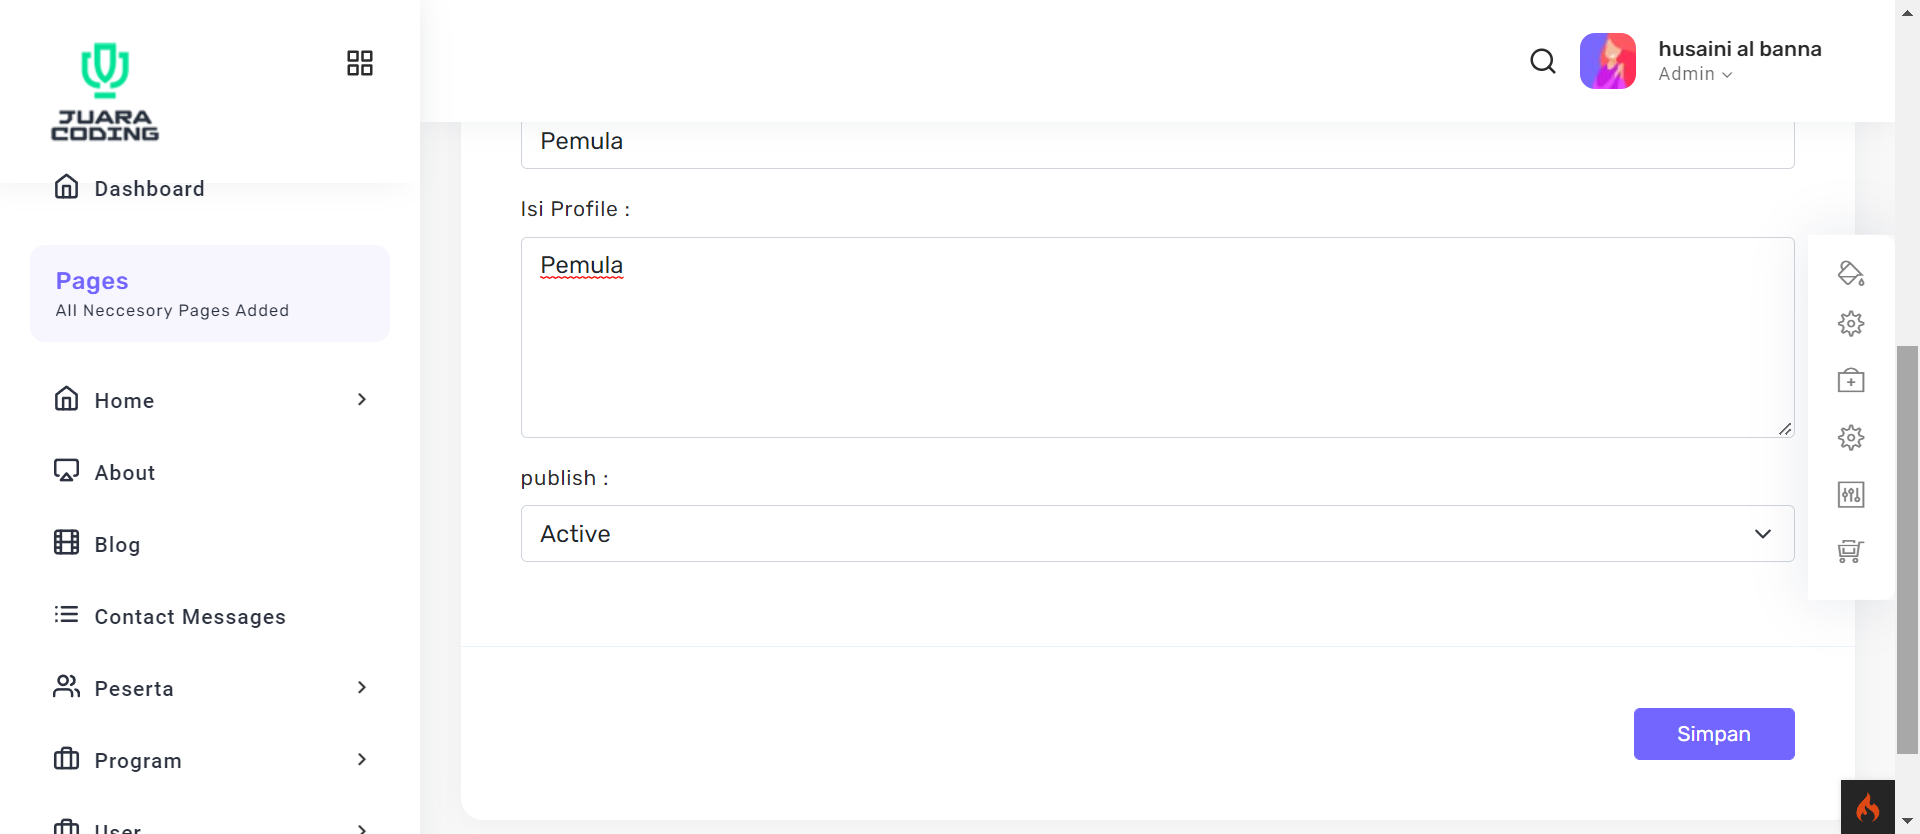 JUARA
CODING
husaini al banna
Admin
Dashboard
Pages
All Neccesory Pages Added
Home
About
Blog
Contact Messages
Peserta
Program
User
Pemula
Isi Profile :
Pemula
publish :
Active
Simpan